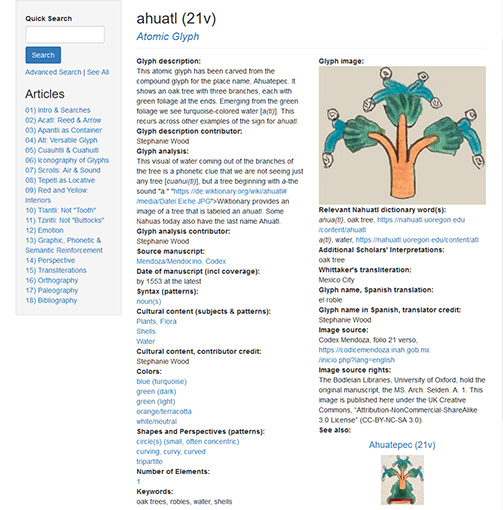 Quick Search
Search
Advanced Search | See All
Articles
01) Intro & Searches
02) Acatl: Reed & Arrow
03) Apantli as Container
04) Atl: Versatile Glyph
05) Cuauhtli & Cuahuitl
06) Iconography of Glyphs
07) Scrolls: Air & Sound
08) Tepetl as Locative
09) Red and Yellow:
Interiors
10) Tlantli: Not "Tooth"
11) Tzintli: Not "Buttocks"
12) Emotion
13) Graphic, Phonetic &
Semantic Reinforcement
14) Perspective
15) Transliterations
16) Orthography
17) Paleography
18) Bibliography
ahuatl (21v)
Atomic Glyph
Glyph description:
This atomic glyph has been carved from the
compound glyph for the place name, Ahuatepec. It
shows an oak tree with three branches, each with
green foliage at the ends. Emerging from the green
foliage we see turquoise-colored water [a(tl)]. This
recurs across other examples of the sign for ahuatl.
Glyph description contributor:
Stephanie Wood
Glyph analysis:
This visual of water coming out of the branches of
the tree is a phonetic clue that we are not seeing just
any tree [cuahui(tl)], but a tree beginning with a-the
sound "a." "https://de.wiktionary.org/wiki/ahuatl#
/media/Datei:Eiche.JPG">Wiktionary provides an
image of a tree that is labeled an ahuatl. Some
Nahuas today also have the last name Ahuatl.
Glyph analysis contributor:
Stephanie Wood
Source manuscript:
Mendoza/Mendocino, Codex
Date of manuscript (incl coverage):
by 1553 at the latest
Syntax (patterns):
noun(s)
Cultural content (subjects & patterns):
Plants, Flora
Shells
Water
Cultural content, contributor credit:
Stephanie Wood
Colors:
blue (turquoise)
green (dark)
green (light)
orange/terracotta
white/neutral
Shapes and Perspectives (patterns):
circle(s) (small, often concentric)
curving, curvy, curved
tripartite
Number of Elements:
1
Keywords:
oak trees, robles, water, shells
Glyph image:
Relevant Nahuatl dictionary word(s):
ahua(tl), oak tree, https://nahuatl.uoregon.edu
/content/ahuatl
a(tl), water, https://nahuatl.uoregon.edu/content/atl
Additional Scholars' Interpretations:
oak tree
Whittaker's transliteration:
Mexico City
Glyph name, Spanish translation:
el roble
Glyph name in Spanish, translator credit:
Stephanie Wood
Image source:
Codex Mendoza, folio 21 verso,
https://codicemendoza.inah.gob.mx
/inicio.php?lang=english
Image source rights:
The Bodleian Libraries, University of Oxford, hold the
original manuscript, the MS. Arch. Selden. A. 1. This
image is published here under the UK Creative
Commons, "Attribution-NonCommercial-ShareAlike
3.0 License" (CC-BY-NC-SA 3.0).
See also:
Ahuatepec (21v)